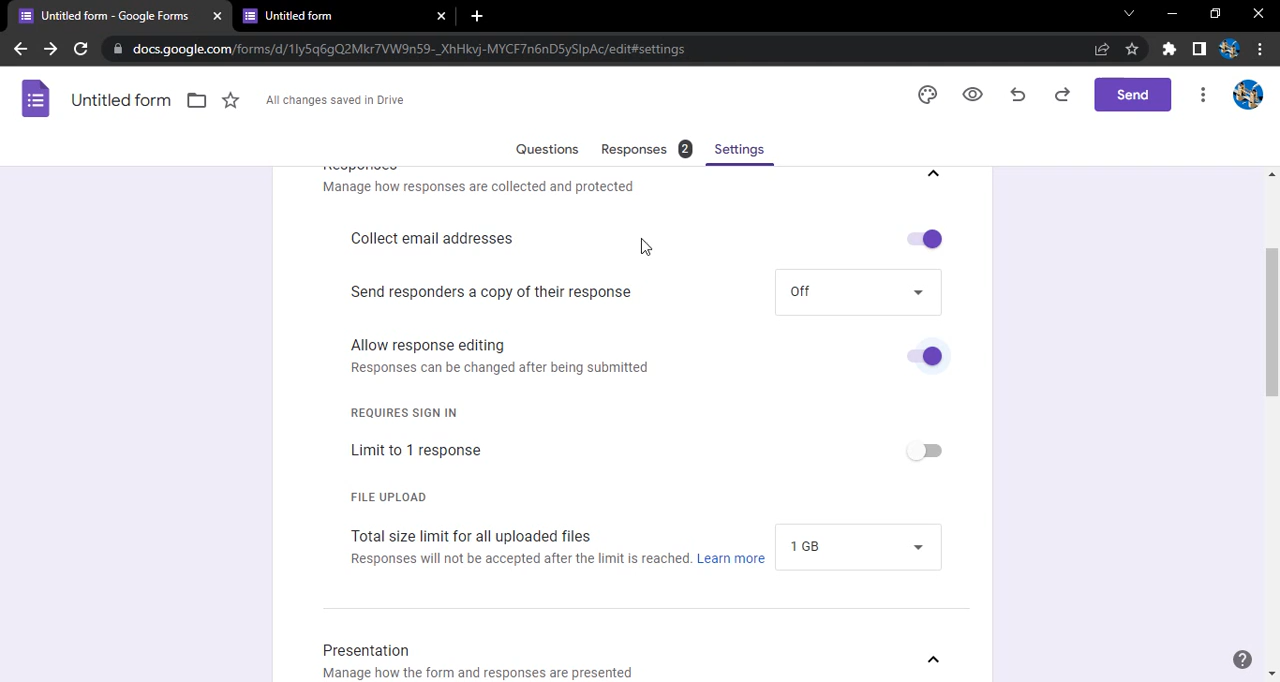 Untitled form - Google Forms
Untitled form
docs.google.com/forms/d/1Iy5q6gQ2Mkr7VW9n59-_XhHkvj-MYCF7n6nD5ySlpAc/edit#settings
Untitled form
All changes saved in Drive
Send
Questions
Responses 2
Settings
Responses
Manage how responses are collected and protected
Collect email addresses
Send responders a copy of their response
Off
Allow response editing
Responses can be changed after being submitted
REQUIRES SIGN IN
Limit to 1 response
FILE UPLOAD
Total size limit for all uploaded files
1 GB
Responses will not be accepted after the limit is reached. Learn more
Presentation
Manage how the form and responses are presented